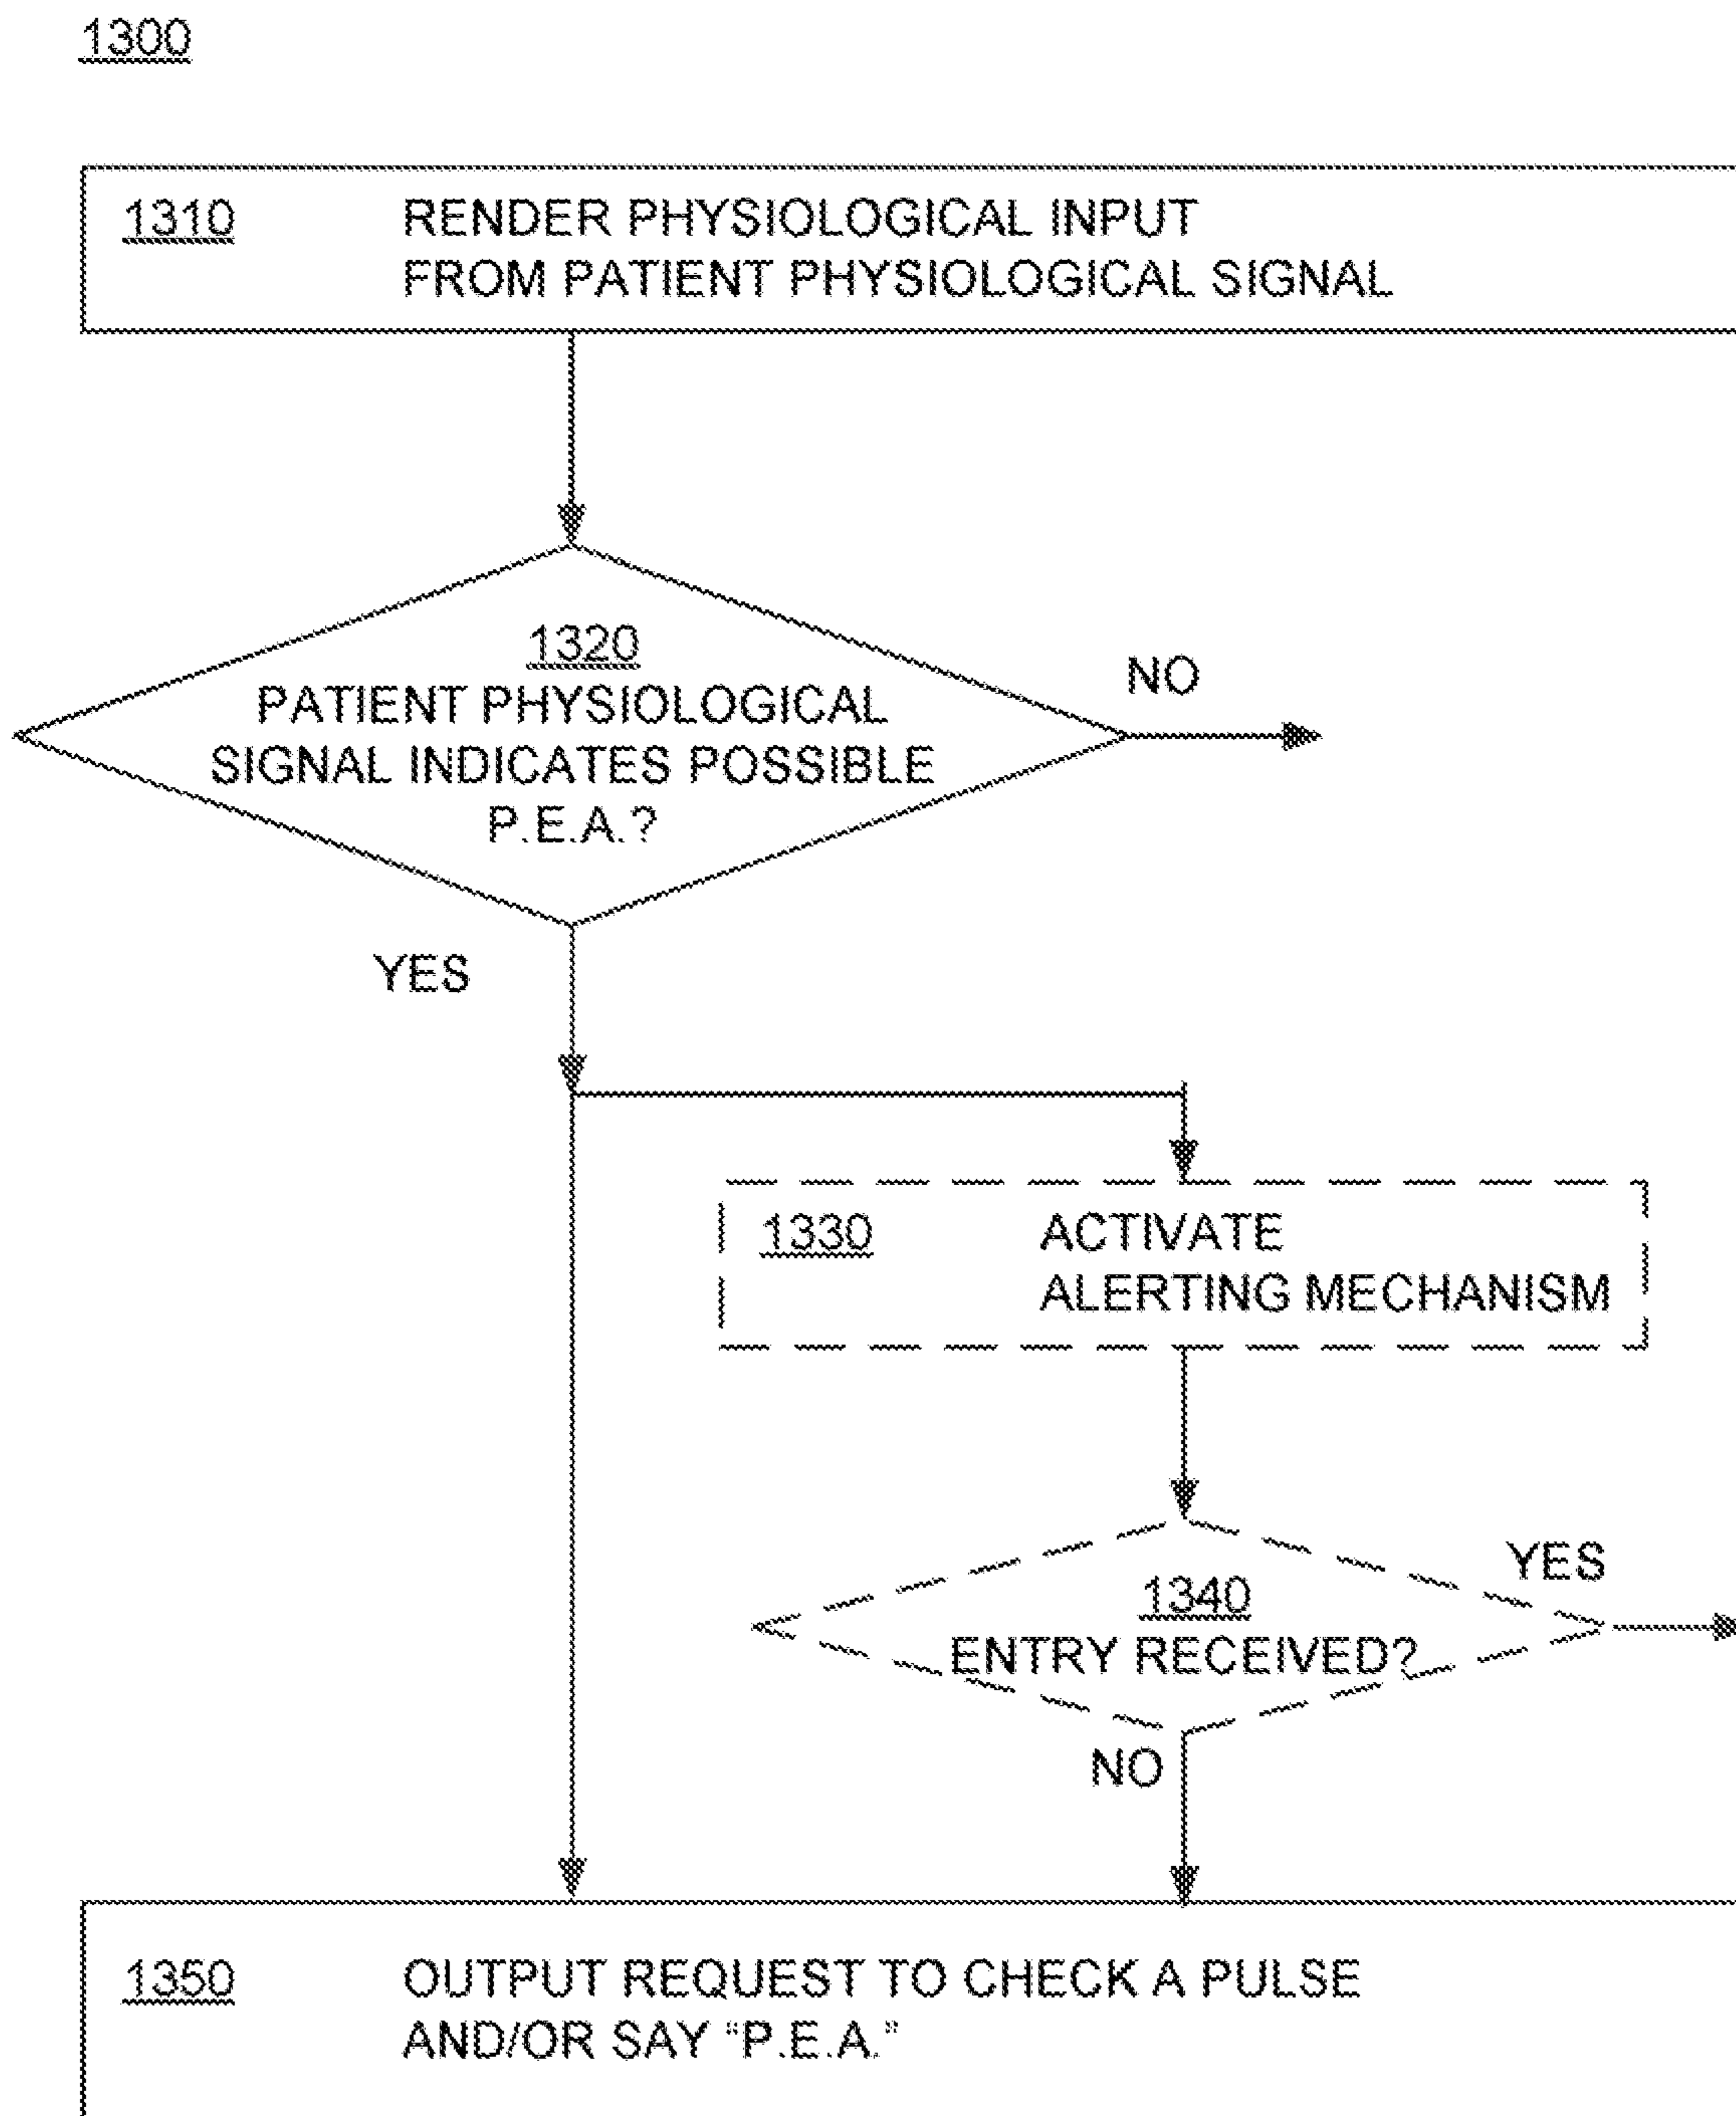 1300
1310 RENDER PHYSIOLOGICAL INPUT
FROM PATIENT PHYSIOLOGICAL SIGNAL
1320
PATIENT PHYSIOLOGICAL
SIGNAL INDICATES POSSIBLE
P.E.A.?
NO
YES
1330 ACTIVATE
ALERTING MECHANISM
1340
ENTRY RECEIVED?
YES
NO
1350 OUTPUT REQUEST TO CHECK A PULSE
AND/OR SAY “P.E.A.”